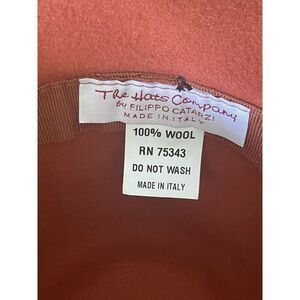 The Hats Company
by FILIPPO CATARZI
MADE IN ITALY
100% WOOL
RN 75343
DO NOT WASH
MADE IN ITALY